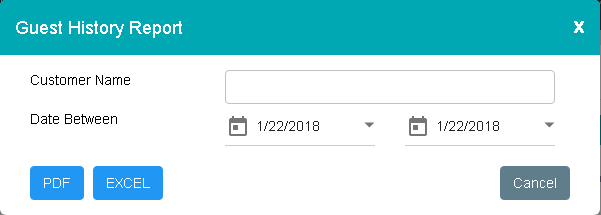 Guest History Report X
Customer Name
Date Between 1/22/2018 1/22/2018
PDF EXCEL Cancel